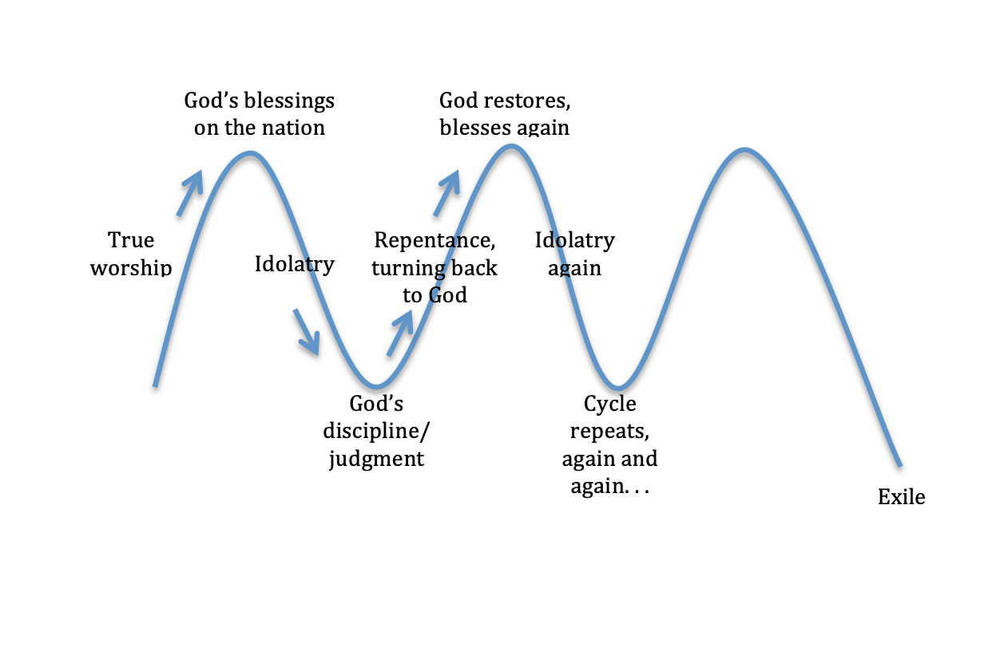 God’s blessings
on the nation
God restores,
blesses again
True
worship
Idolatry
Repentance,
turning back
to God
Idolatry
again
God’s
discipline/
judgment
Cycle
repeats,
again and
again. . .
Exile